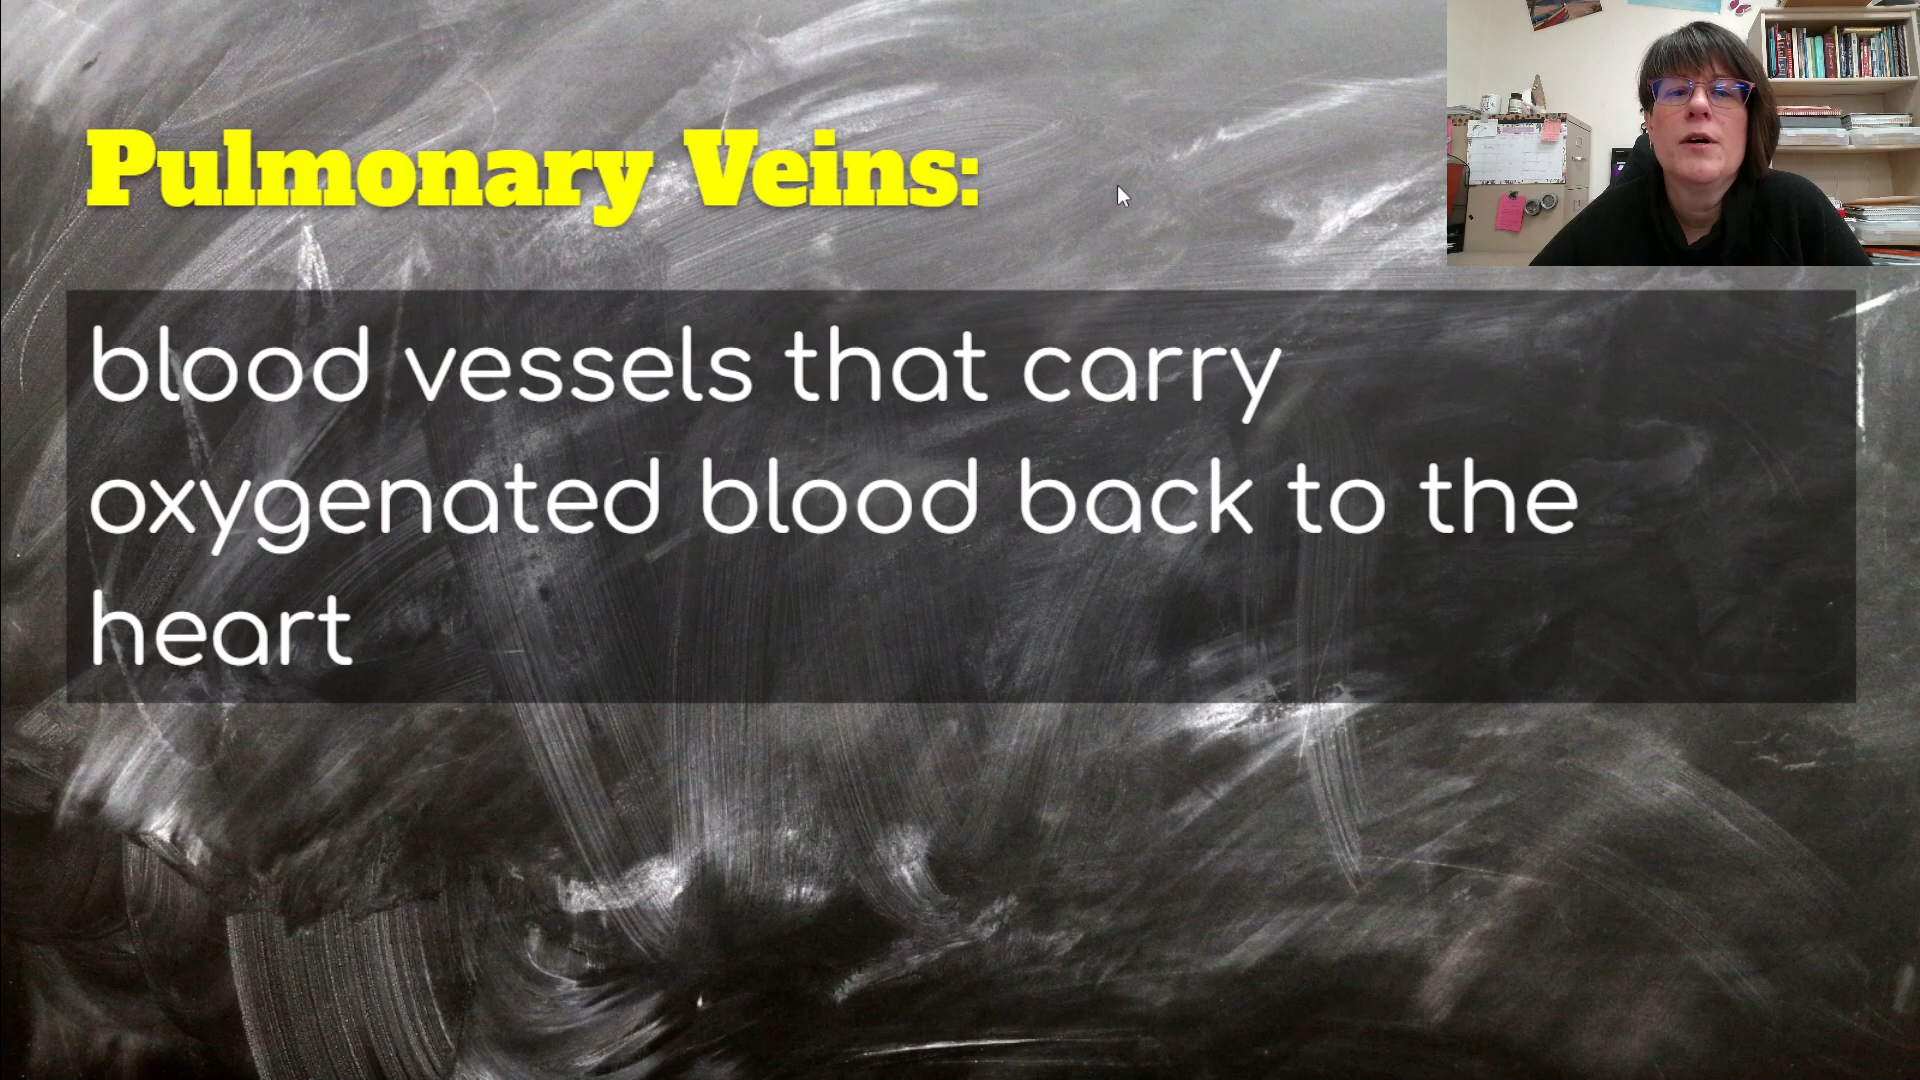 Pulmonary Veins:
blood vessels that carry
oxygenated blood back to the
heart